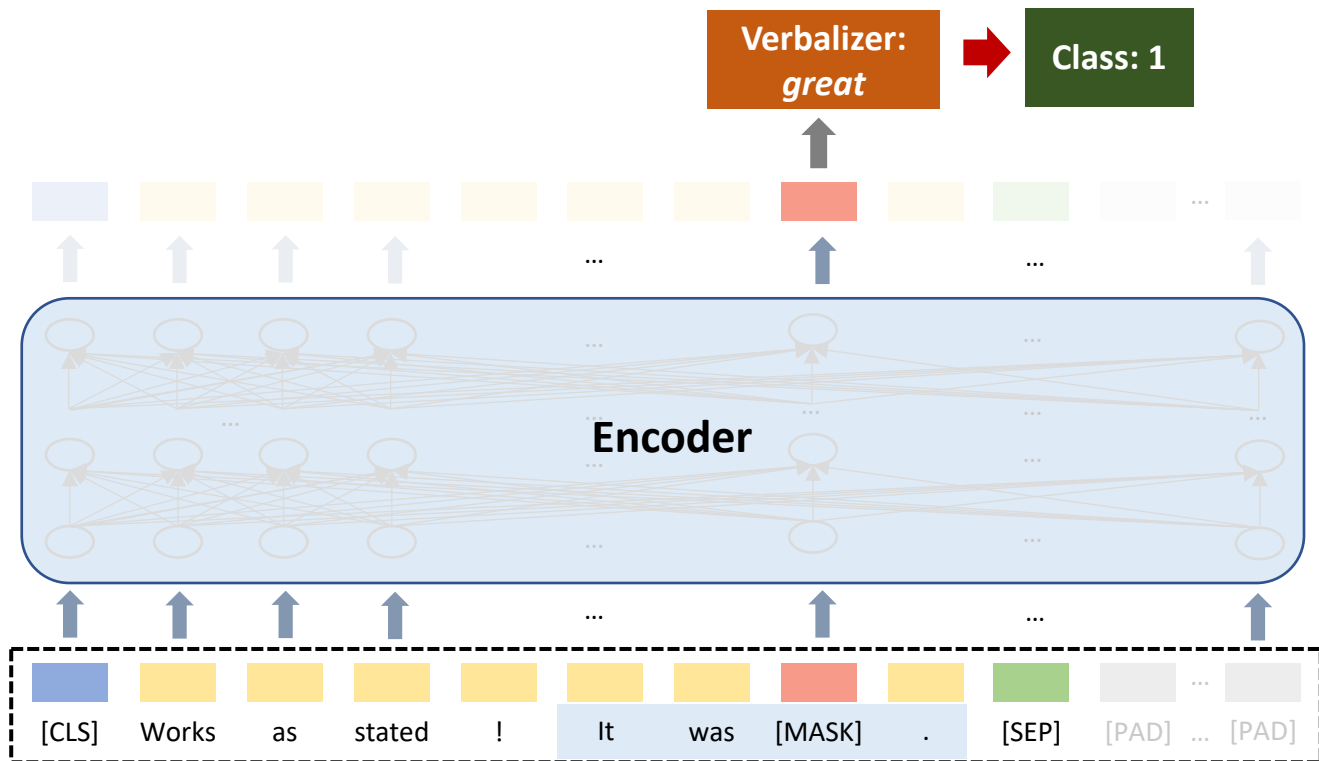 Verbalizer:
great
Class: 1
...
... ...
... ...
... ... ... ...
...
Encoder
... ...
... ...
... ...
...
[CLS] Works as stated ! It was [MASK] . [SEP] [PAD] ... [PAD]